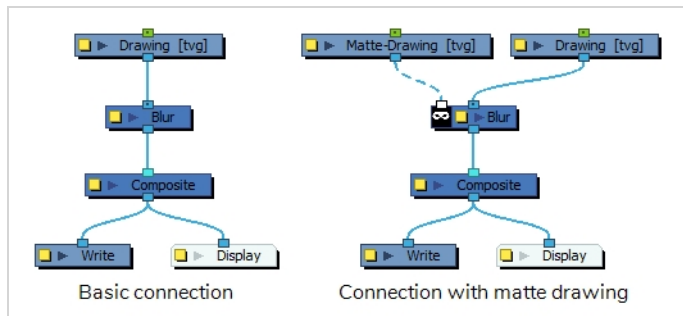 Drawing [tvg]
Matte-Drawing [tvg]
Drawing [tvg]
Blur
Blur
Composite
Composite
Write
Display
Write
Display
Basic connection
Connection with matte drawing